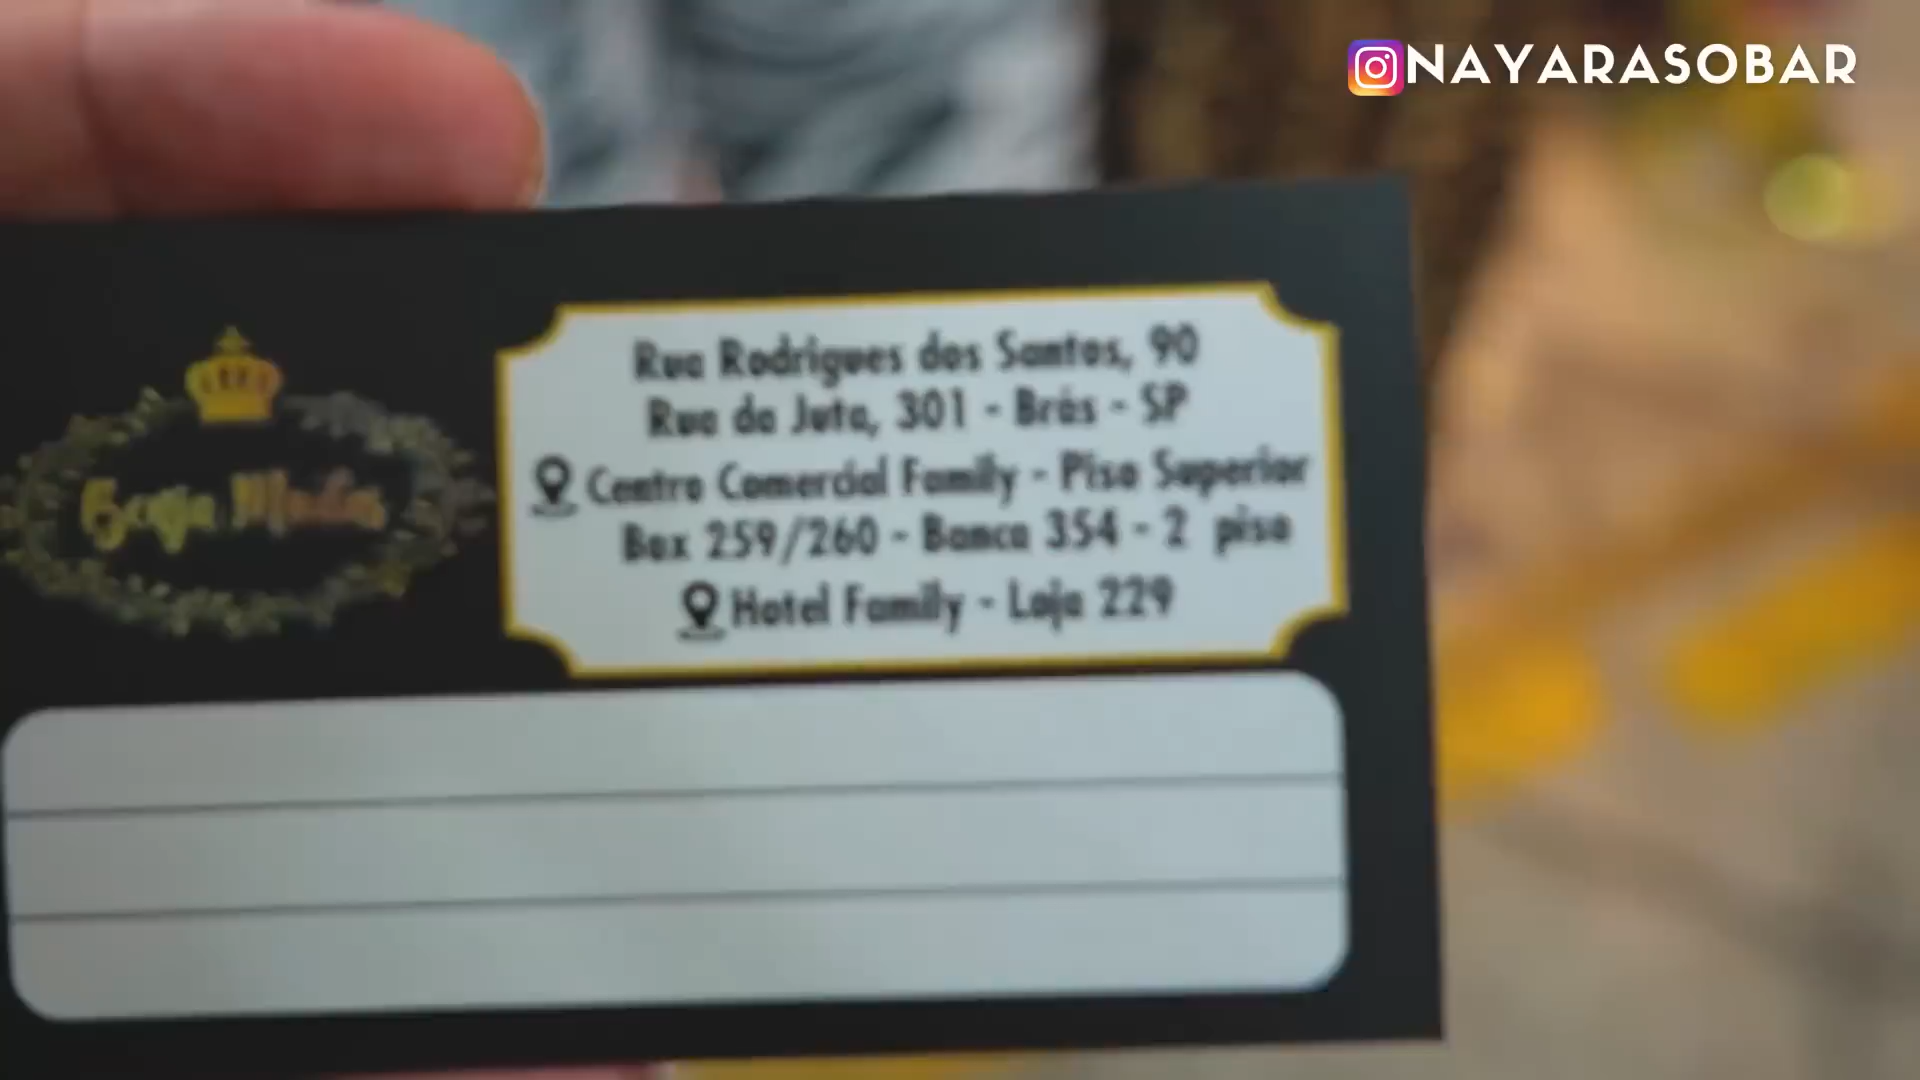 NAYARASOBAR
Rua Rodrigues dos Santos, 90
Rua da Juta, 301 - Brás - SP
Centro Comercial Family - Piso Superior
Box 259/260 - Banca 354 - 2 piso
Hotel Family - Loja 229